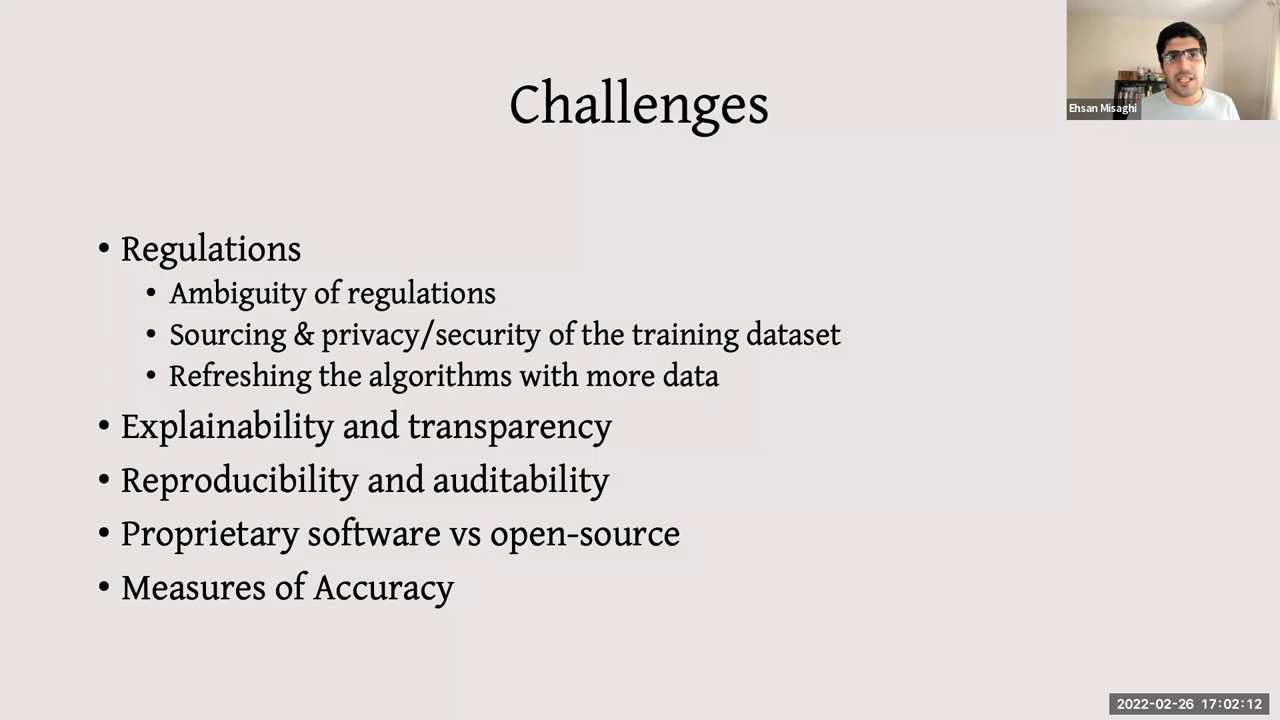 Challenges
Ehsan Misaghi
• Regulations
• Ambiguity of regulations
• Sourcing & privacy/security of the training dataset
• Refreshing the algorithms with more data
• Explainability and transparency
• Reproducibility and auditability
• Proprietary software vs open-source
• Measures of Accuracy
2022-02-26 17:02:12